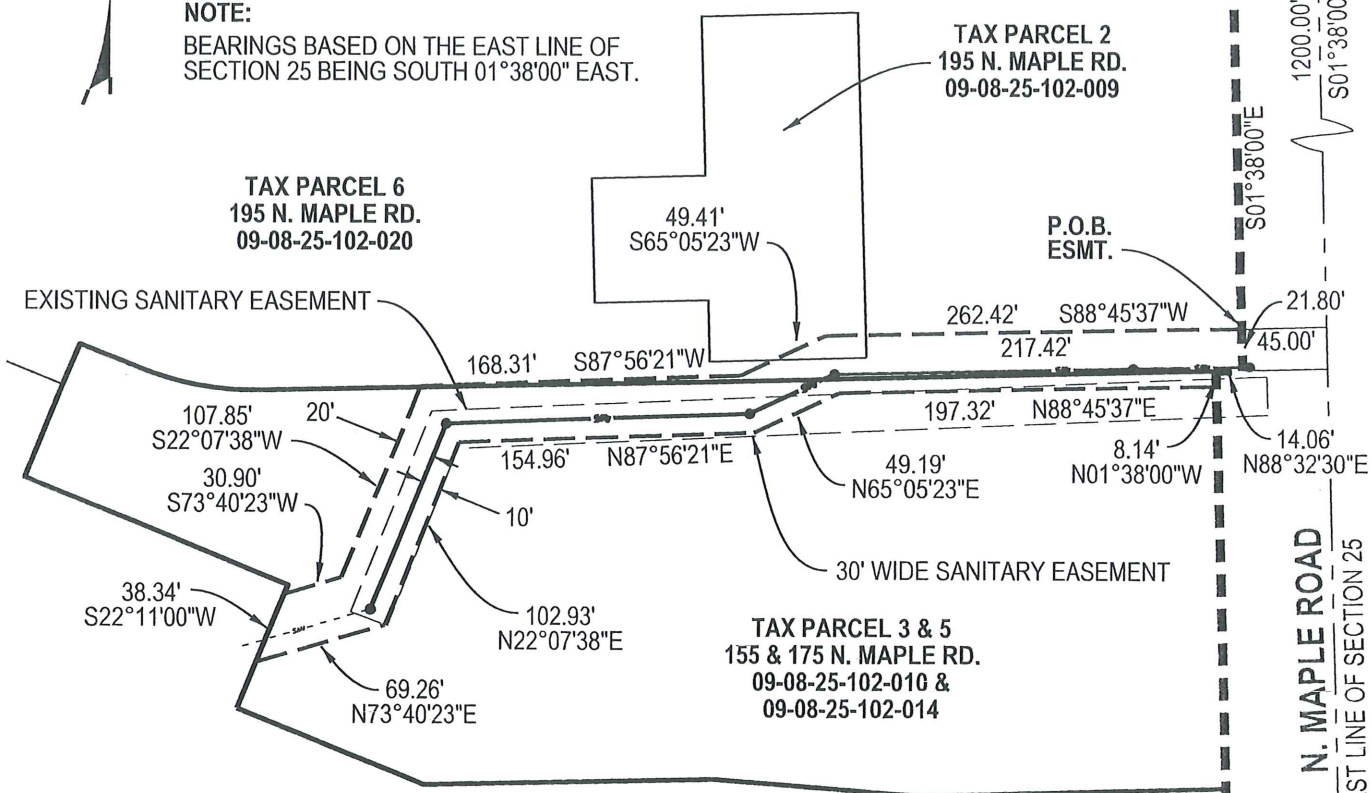 NOTE:
BEARINGS BASED ON THE EAST LINE OF
SECTION 25 BEING SOUTH 01°38'00" EAST.
TAX PARCEL 2
195 N. MAPLE RD.
09-08-25-102-009
1200.00'
S01°38'00
S01°38'00"E
TAX PARCEL 6
195 N. MAPLE RD.
09-08-25-102-020
49.41'
S65°05'23"W
P.O.B.
ESMT.
EXISTING SANITARY EASEMENT
262.42'
S88°45'37"W
21.80'
217.42'
45.00'
168.31'
S87°56'21"W
107.85'
S22°07'38"W
20'
30.90'
S73°40'23"W
154.96'
N87°56'21"E
197.32'
N88°45'37"E
49.19'
N65°05'23"E
8.14'
N01°38'00"W
14.06'
N88°32'30"E
10'
30' WIDE SANITARY EASEMENT
38.34'
S22°11'00"W
SAN
102.93'
N22°07'38"E
69.26'
N73°40'23"E
TAX PARCEL 3 & 5
155 & 175 N. MAPLE RD.
09-08-25-102-010 &
09-08-25-102-014
N. MAPLE ROAD
ST LINE OF SECTION 25